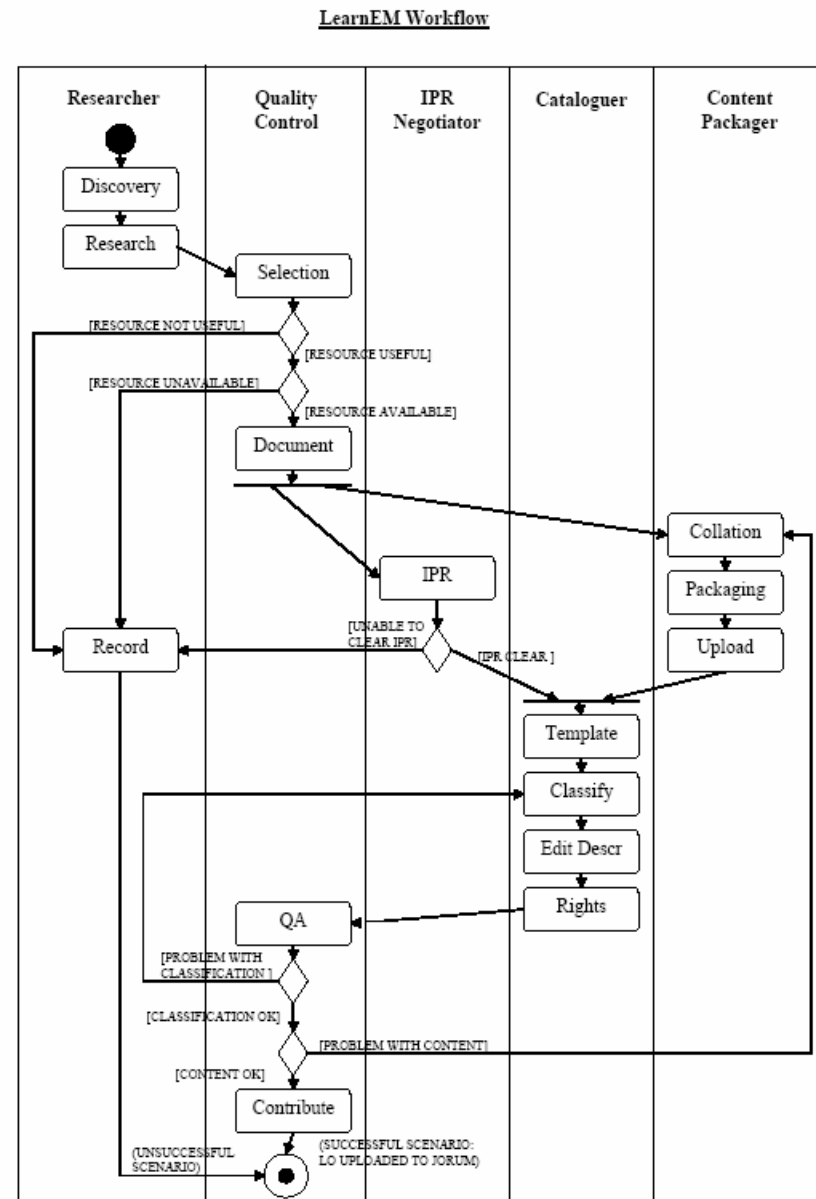 LearnEM Workflow
Researcher
Quality
Control
IPR
Negotiator
Cataloguer
Content
Packager
Discovery
Research
Selection
[RESOURCE NOT USEFUL]
[RESOURCE USEFUL]
[RESOURCE UNAVAILABLE]
[RESOURCE AVAILABLE]
Document
Collation
IPR
Packaging
[UNABLE TO
CLEAR IPR]
Record
[IPR CLEAR ]
Upload
Template
Classify
Edit Descr
Rights
QA
[PROBLEM WITH
CLASSIFICATION ]
[CLASSIFICATION OK]
[PROBLEM WITH CONTENT]
[CONTENT OK]
Contribute
(UNSUCCESSFUL
SCENARIO)
(SUCCESSFUL SCENARIO:
LO UPLOADED TO JORUM)